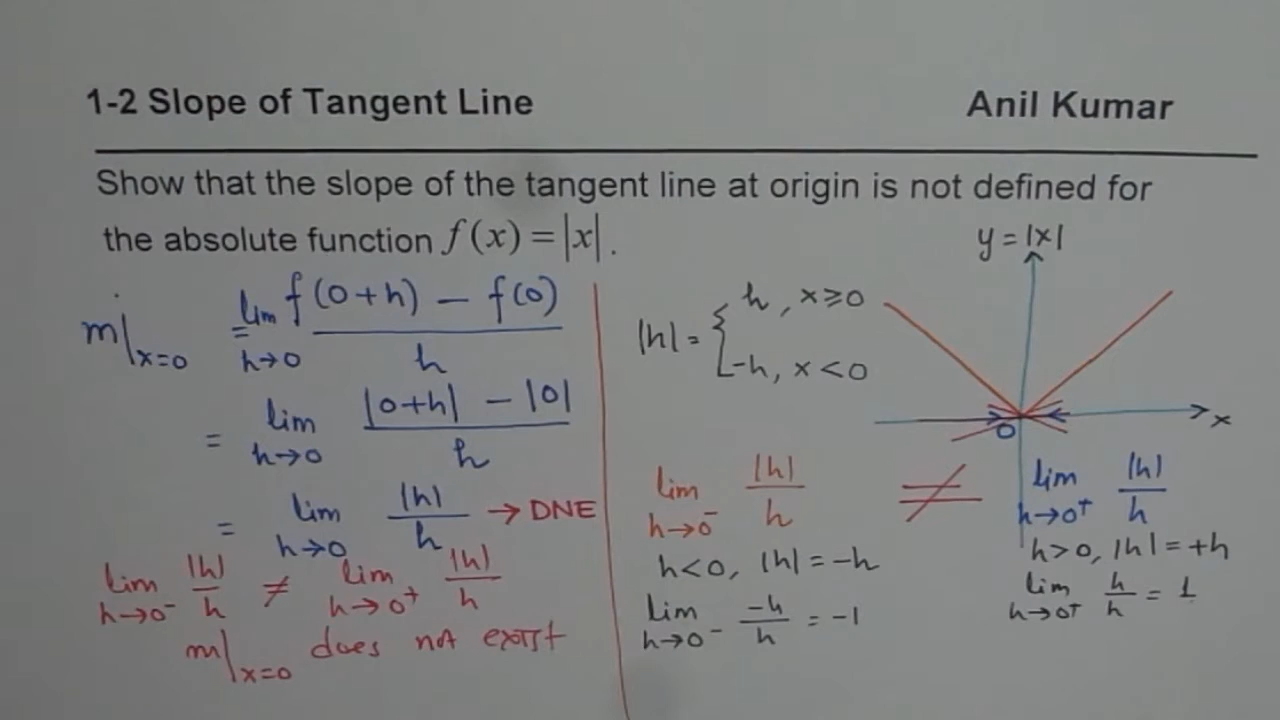 1-2 Slope of Tangent Line
Anil Kumar
Show that the slope of the tangent line at origin is not defined for
the absolute function f(x) = |x|.
m|x=0 = lim h→0 f(0+h) − f(0) / h
= lim h→0 |0+h| − |0| / h
= lim h→0 |h| / h → DNE
lim h→0⁻ |h| / h ≠ lim h→0⁺ |h| / h
m|x=0 does not exist
|h| = { h, x≥0
-h, x<0
y = |x|
0
x
lim h→0⁻ |h| / h ≠ lim h→0⁺ |h| / h
h<0, |h| = -h
lim h→0⁻ -h / h = -1
h>0, |h| = +h
lim h→0⁺ h / h = 1